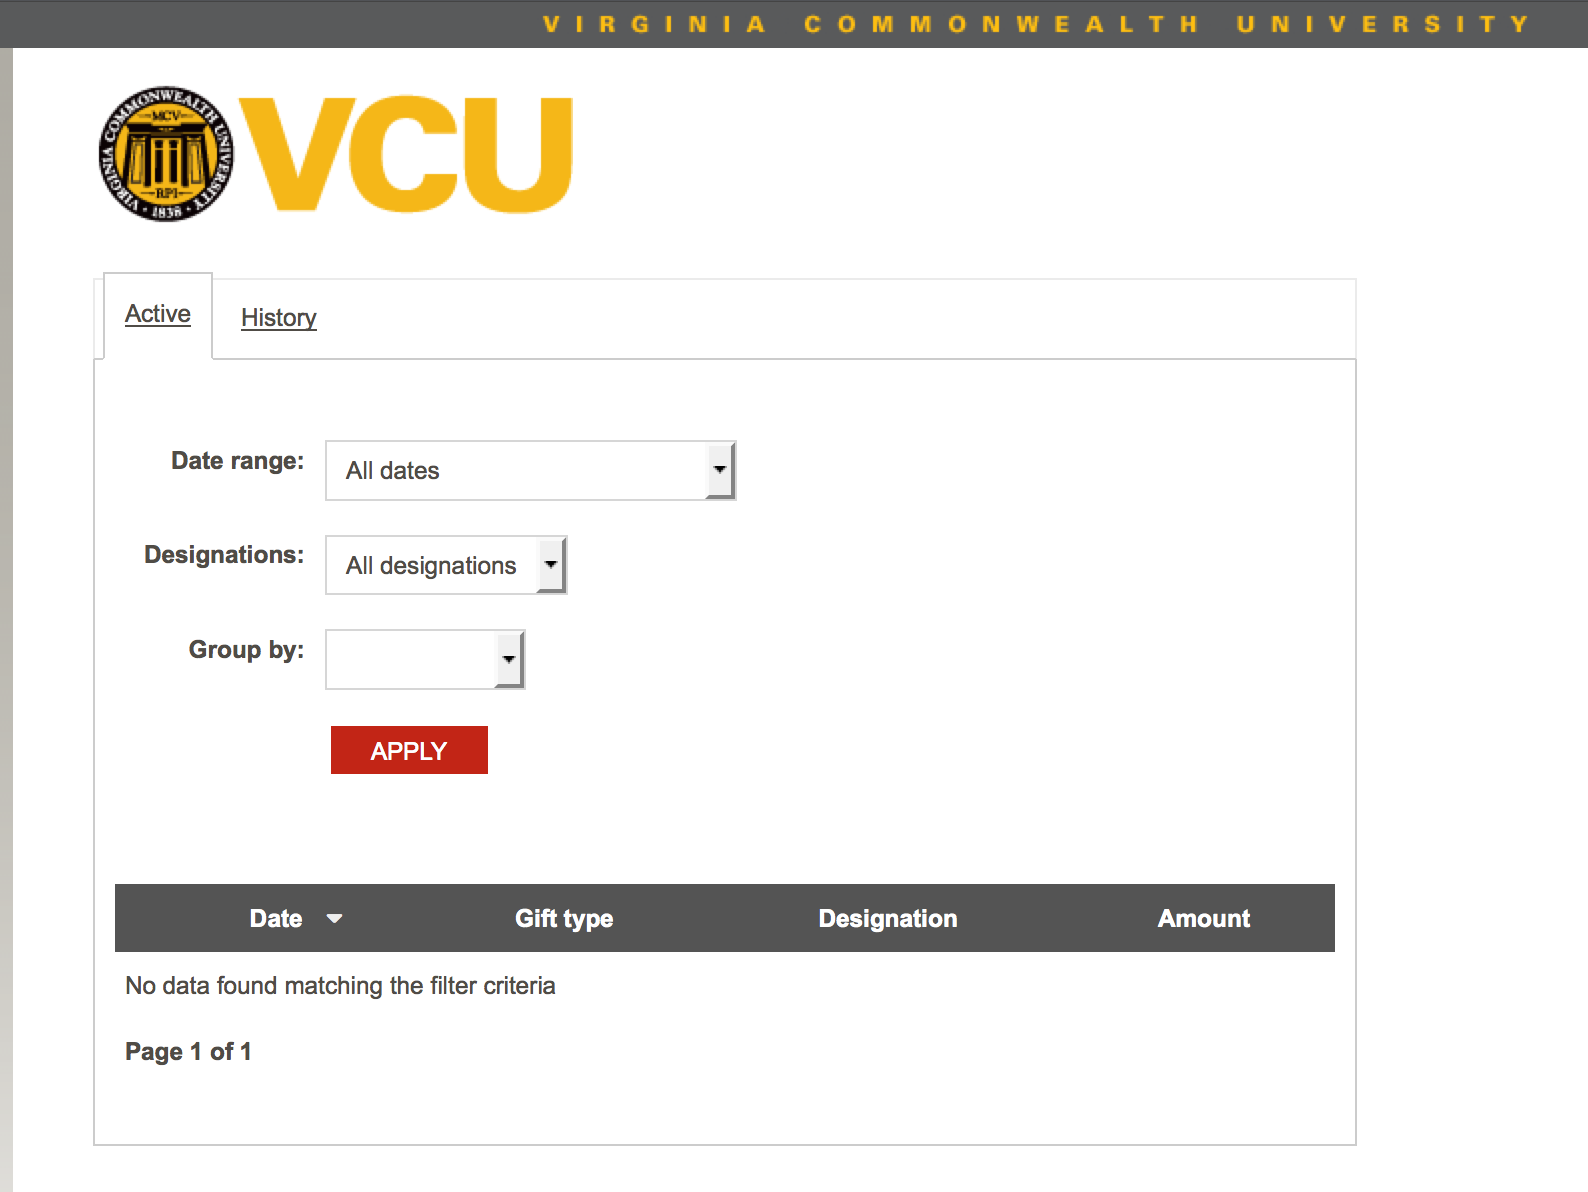 VIRGINIA COMMONWEALTH UNIVERSITY
VIRGINIA COMMONWEALTH UNIVERSITY
MCV
RPI
· 1838 ·
VCU
Active History
Date range: All dates
Designations: All designations
Group by:
APPLY
Date Gift type Designation Amount
No data found matching the filter criteria
Page 1 of 1